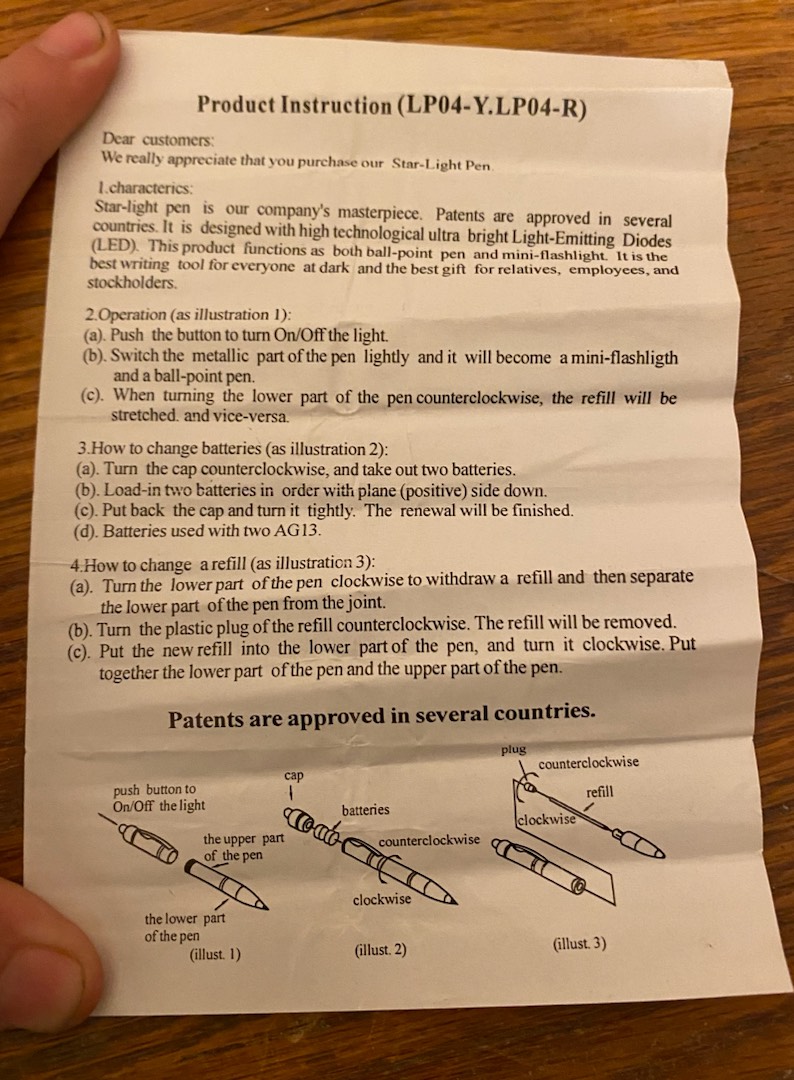 Product Instruction (LP04-Y.LP04-R)
Dear customers:
We really appreciate that you purchase our Star-Light Pen
1.characterics:
Star-light pen is our company's masterpiece. Patents are approved in several
countries. It is designed with high technological ultra bright Light-Emitting Diodes
(LED). This product functions as both ball-point pen and mini-flashlight. It is the
best writing tool for everyone at dark and the best gift for relatives, employees, and
stockholders.
2.Operation (as illustration 1):
(a). Push the button to turn On/Off the light.
(b). Switch the metallic part of the pen lightly and it will become a mini-flashligth
and a ball-point pen.
(c). When turning the lower part of the pen counterclockwise, the refill will be
stretched. and vice-versa.
3.How to change batteries (as illustration 2):
(a). Turn the cap counterclockwise, and take out two batteries.
(b). Load-in two batteries in order with plane (positive) side down.
(c). Put back the cap and turn it tightly. The renewal will be finished.
(d). Batteries used with two AG13.
4.How to change a refill (as illustration 3):
(a). Turn the lower part of the pen clockwise to withdraw a refill and then separate
the lower part of the pen from the joint.
(b). Turn the plastic plug of the refill counterclockwise. The refill will be removed.
(c). Put the new refill into the lower part of the pen, and turn it clockwise. Put
together the lower part of the pen and the upper part of the pen.
Patents are approved in several countries.
push button to
On/Off the light
the upper part
of the pen
the lower part
of the pen
(illust. 1)
cap
batteries
counterclockwise
clockwise
(illust. 2)
plug
counterclockwise
refill
clockwise
(illust. 3)